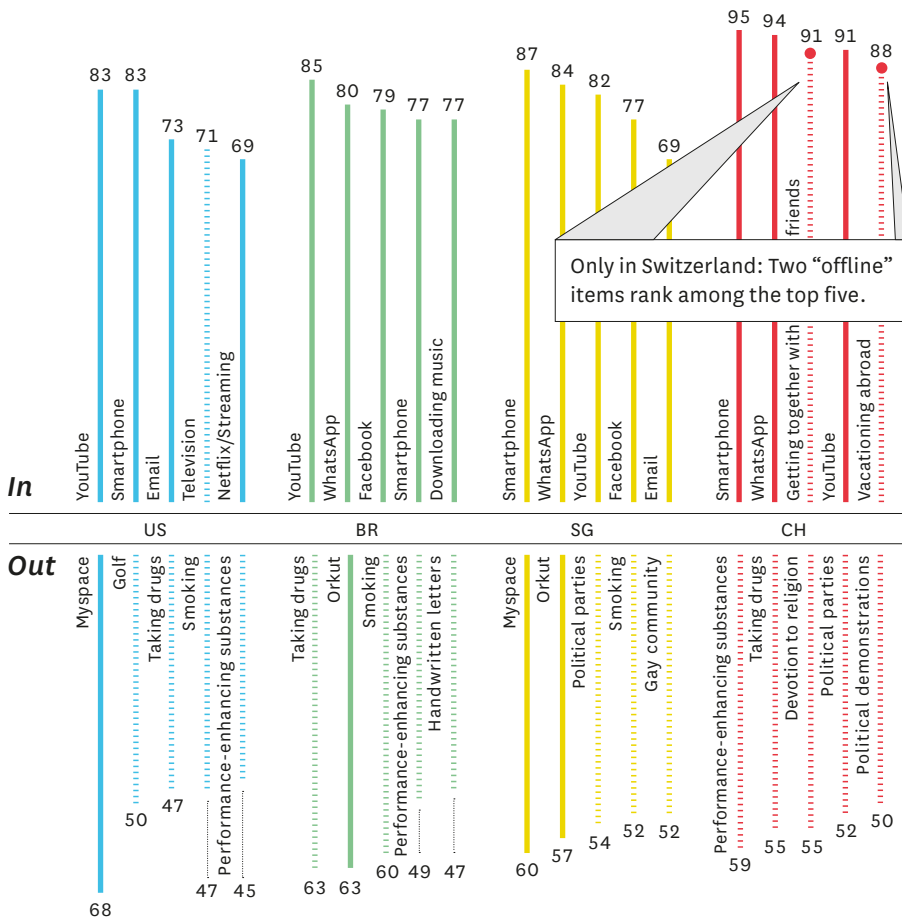 95 94 91 91 88
87 84 82 77 69
85 80 79 77 77
83 83 73 71 69
Only in Switzerland: Two “offline”
items rank among the top five.
In
YouTube
Smartphone
Email
Television
Netflix/Streaming
YouTube
WhatsApp
Facebook
Smartphone
Downloading music
Smartphone
WhatsApp
YouTube
Facebook
Email
Smartphone
WhatsApp
Getting together with friends
YouTube
Vacationing abroad
US BR SG CH
Out
Myspace
Golf
Taking drugs
Smoking
Performance-enhancing substances
Taking drugs
Orkut
Smoking
Performance-enhancing substances
Handwritten letters
Myspace
Orkut
Political parties
Smoking
Gay community
Performance-enhancing substances
Taking drugs
Devotion to religion
Political parties
Political demonstrations
68 50 47 47 45
63 63 60 49 47
60 57 54 52 52
59 55 55 52 50